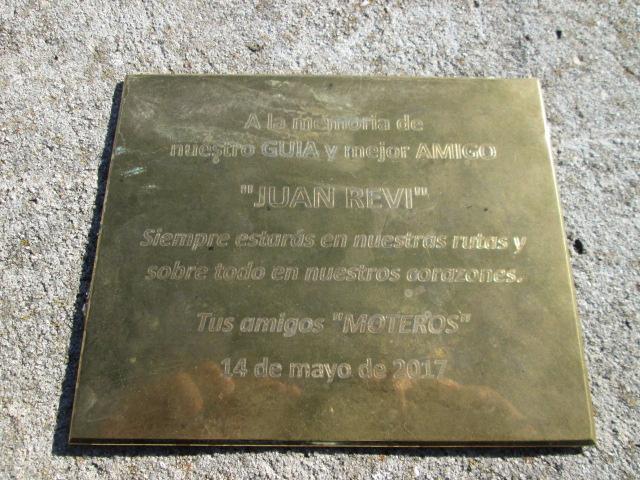 A la memoria de
nuestro GUIA y mejor AMIGO
"JUAN REVI"
Siempre estarás en nuestras rutas y
sobre todo en nuestros corazones.
Tus amigos "MOTEROS"
14 de mayo de 2017